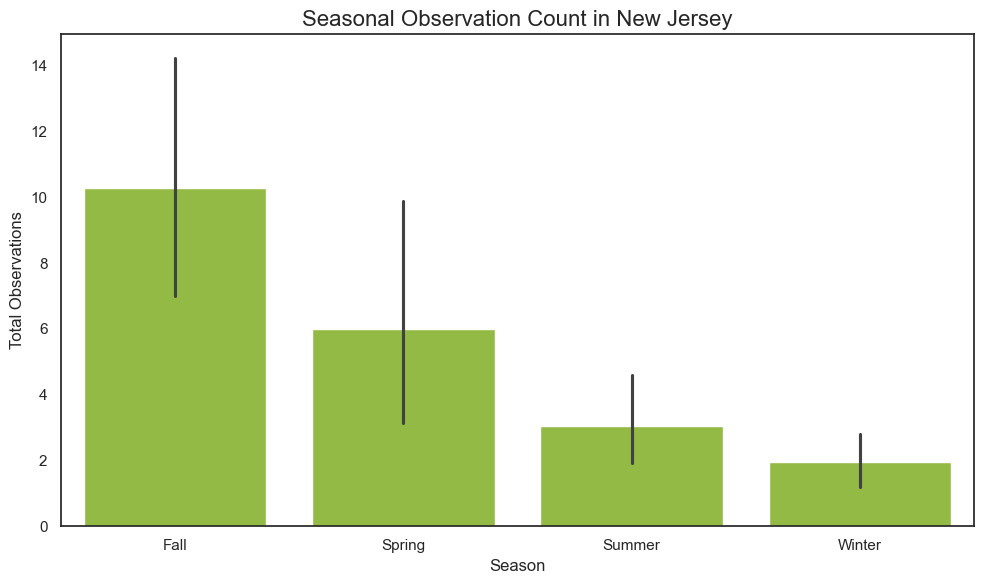 Seasonal Observation Count in New Jersey
Total Observations
14
12
10
8
6
4
2
0
Fall Spring Summer Winter
Season